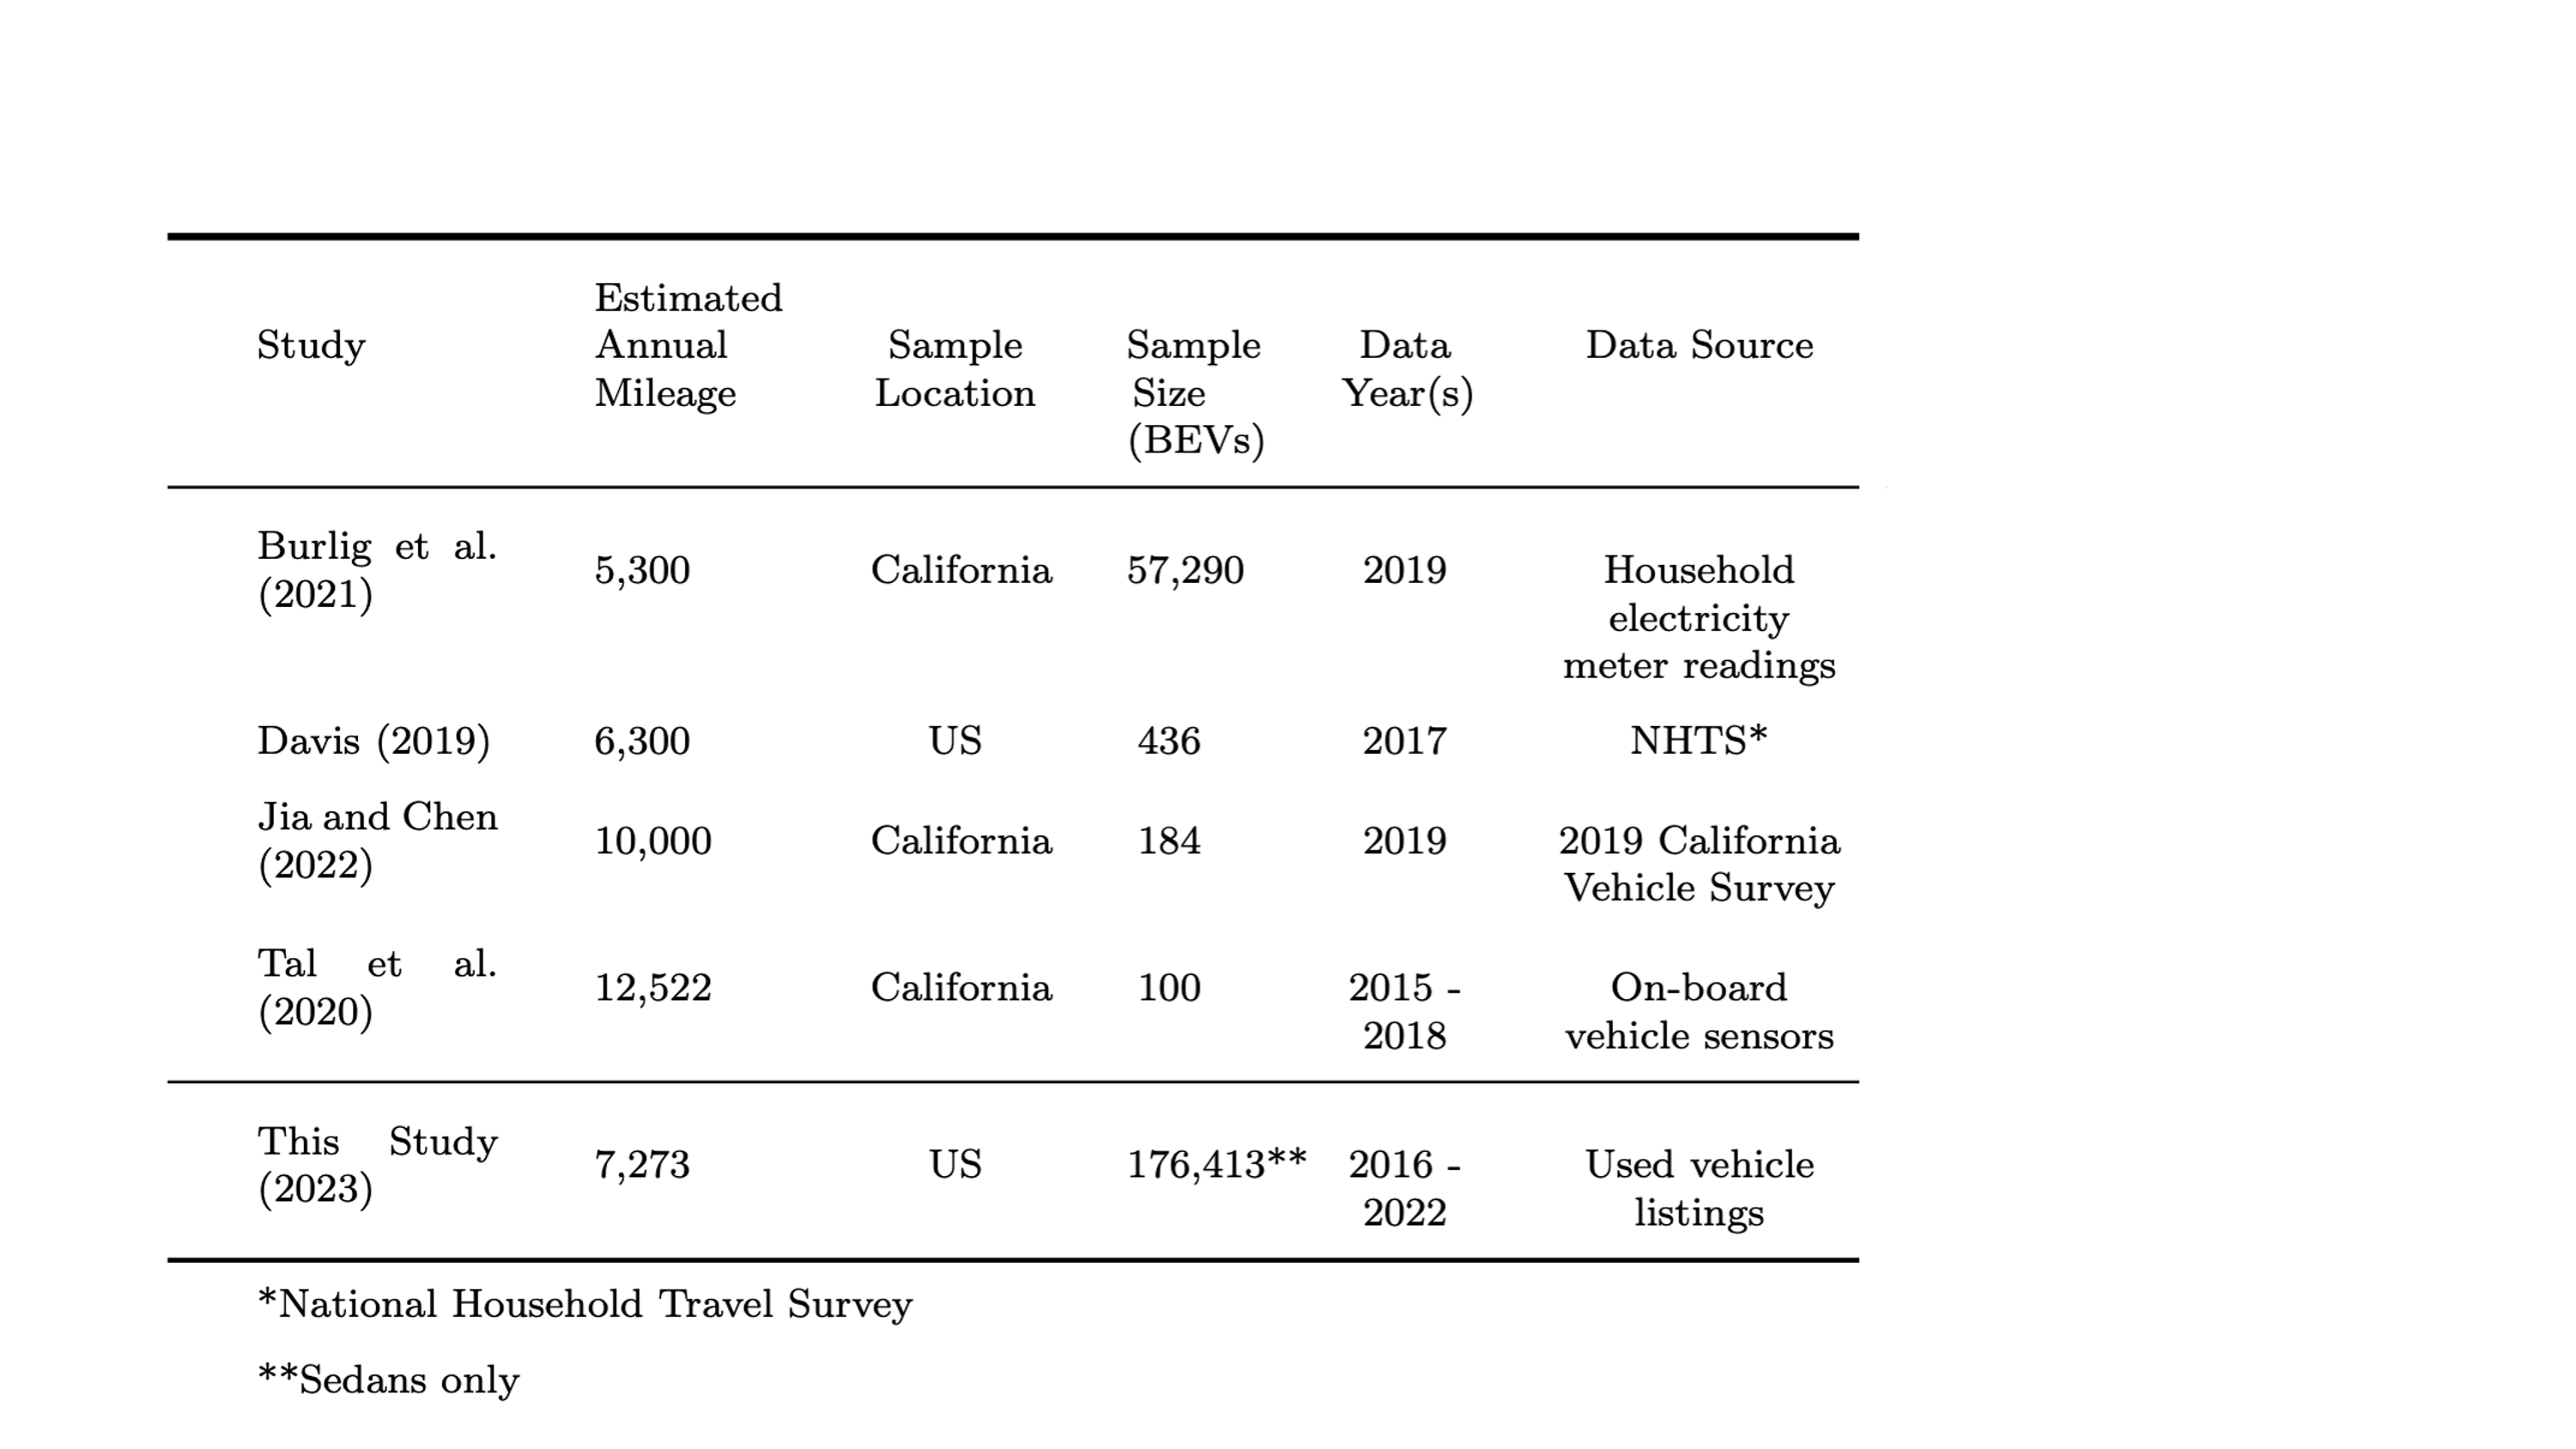 Study Estimated Annual Mileage Sample Location Sample Size (BEVs) Data Year(s) Data Source
Burlig et al. (2021) 5,300 California 57,290 2019 Household electricity meter readings
Davis (2019) 6,300 US 436 2017 NHTS*
Jia and Chen (2022) 10,000 California 184 2019 2019 California Vehicle Survey
Tal et al. (2020) 12,522 California 100 2015 - 2018 On-board vehicle sensors
This Study (2023) 7,273 US 176,413** 2016 - 2022 Used vehicle listings
*National Household Travel Survey
**Sedans only